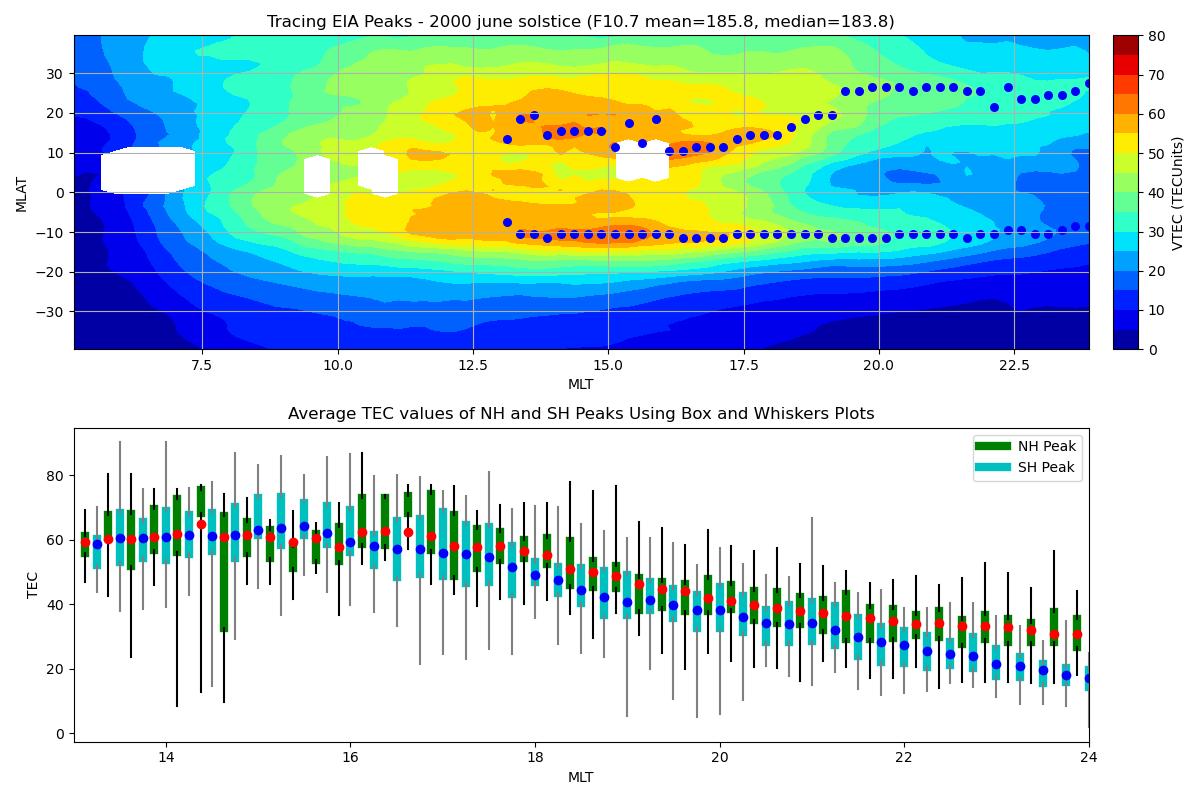 Tracing EIA Peaks - 2000 june solstice (F10.7 mean=185.8, median=183.8)
MLAT
30
20
10
0
−10
−20
−30
7.5 10.0 12.5 15.0 17.5 20.0 22.5
MLT
80
70
60
50
40
30
20
10
0
VTEC (TECUnits)
Average TEC values of NH and SH Peaks Using Box and Whiskers Plots
NH Peak
SH Peak
TEC
80
60
40
20
0
14 16 18 20 22 24
MLT